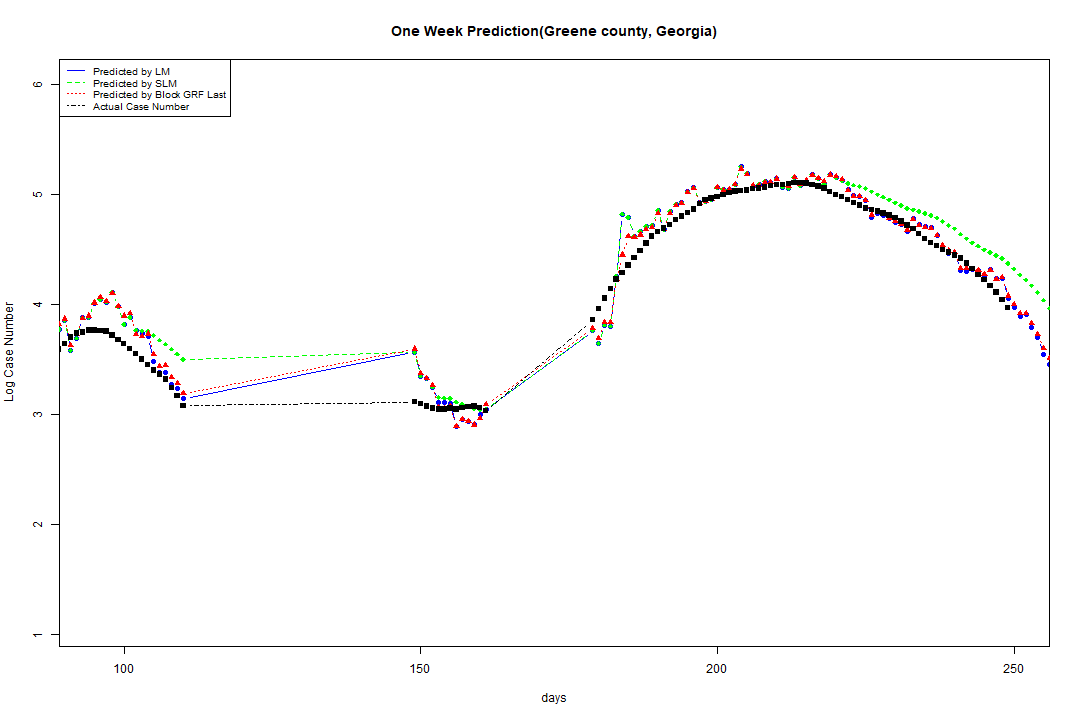 One Week Prediction(Greene county, Georgia)
Predicted by LM
Predicted by SLM
Predicted by Block GRF Last
Actual Case Number
6
5
4
3
2
1
Log Case Number
100
150
200
250
days